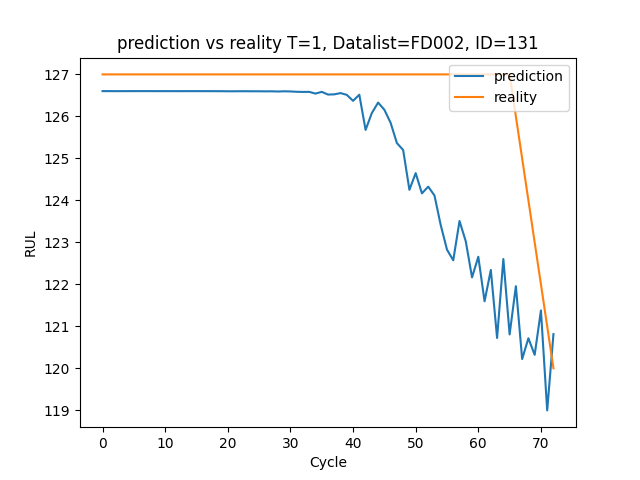 prediction vs reality T=1, Datalist=FD002, ID=131
prediction
reality
RUL
127
126
125
124
123
122
121
120
119
0 10 20 30 40 50 60 70
Cycle